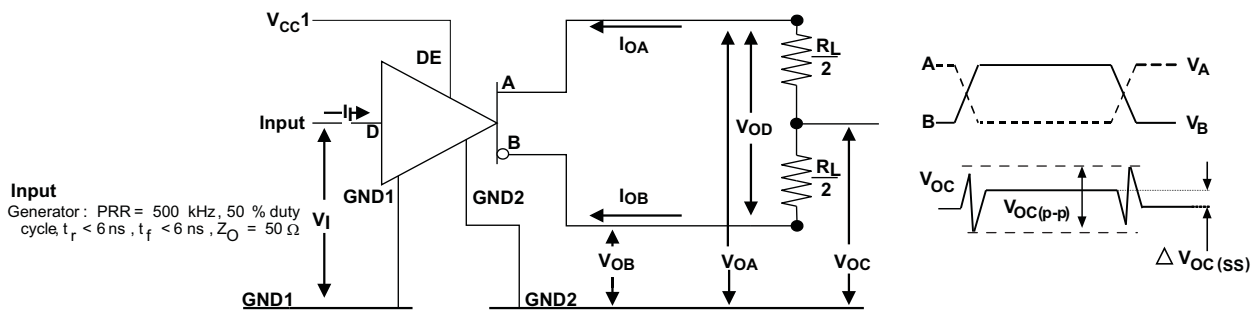 VCC1
DE
IOA
RL
2
A
II
Input
D
B
VOD
RL
2
GND1
GND2
IOB
VI
Input
Generator: PRR = 500 kHz, 50 % duty
cycle, tr < 6 ns, tf < 6 ns, ZO = 50 Ω
VOB
VOA
VOC
GND1
GND2
A
VA
B
VB
VOC
VOC(p-p)
△ VOC(SS)